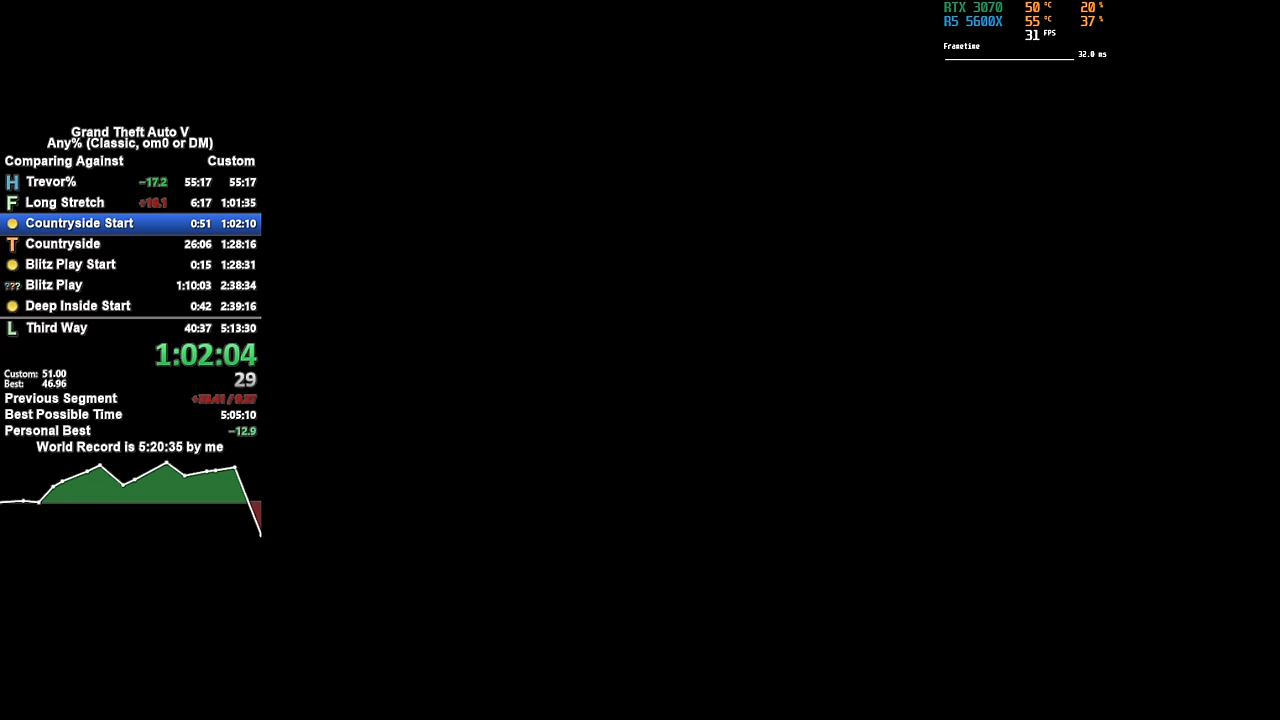 RTX 3070 50 °C 20 %
R5 5600X 55 °C 37 %
31 FPS
Frametime
32.0 ms
Grand Theft Auto V
Any% (Classic, om0 or DM)
Comparing Against Custom
H Trevor% −17.2 55:17 55:17
F Long Stretch 6:17 1:01:35
Countryside Start 0:51 1:02:10
T Countryside 26:06 1:28:16
Blitz Play Start 0:15 1:28:31
??? Blitz Play 1:10:03 2:38:34
Deep Inside Start 0:42 2:39:16
L Third Way 40:37 5:13:30
1:02:04
Custom: 51.00
Best: 46.96
29
Previous Segment
Best Possible Time 5:05:10
Personal Best −12.9
World Record is 5:20:35 by me